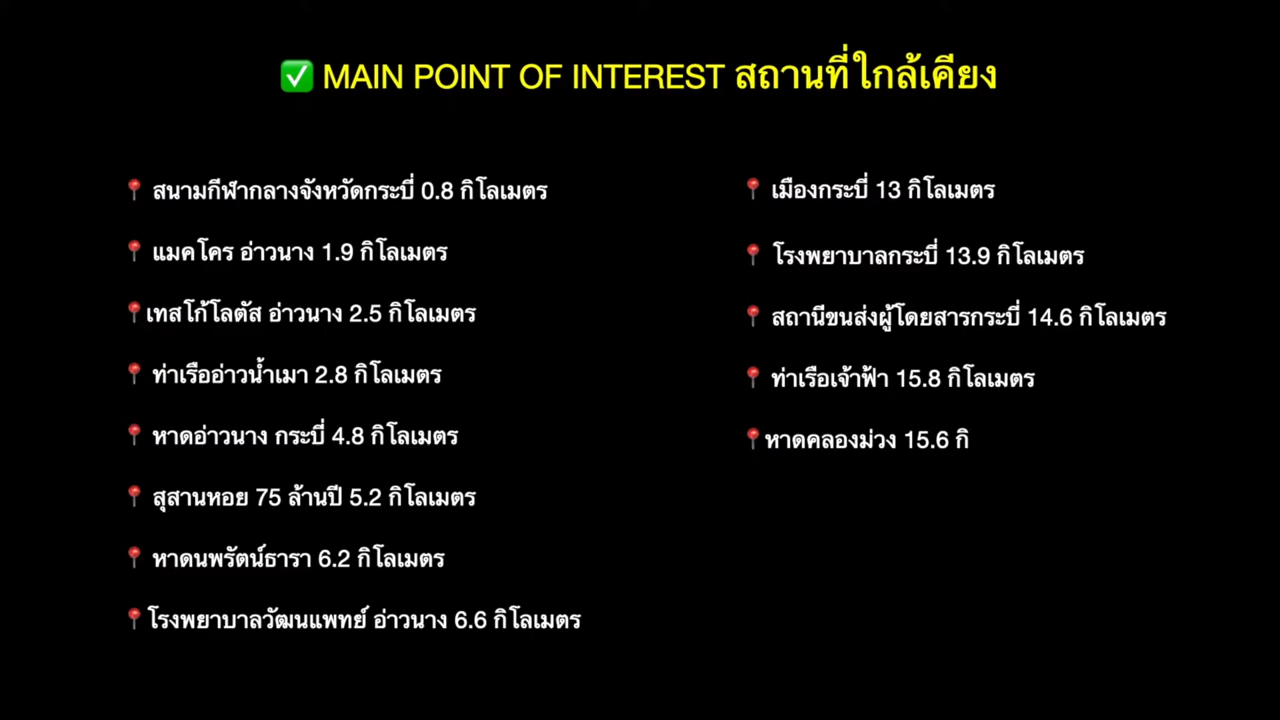 ✅ MAIN POINT OF INTEREST สถานที่ใกล้เคียง
📍 สนามกีฬากลางจังหวัดกระบี่ 0.8 กิโลเมตร
📍 แมคโคร อ่าวนาง 1.9 กิโลเมตร
📍เทสโก้โลตัส อ่าวนาง 2.5 กิโลเมตร
📍 ท่าเรืออ่าวน้ำเมา 2.8 กิโลเมตร
📍 หาดอ่าวนาง กระบี่ 4.8 กิโลเมตร
📍 สุสานหอย 75 ล้านปี 5.2 กิโลเมตร
📍 หาดนพรัตน์ธารา 6.2 กิโลเมตร
📍โรงพยาบาลวัฒนแพทย์ อ่าวนาง 6.6 กิโลเมตร
📍 เมืองกระบี่ 13 กิโลเมตร
📍 โรงพยาบาลกระบี่ 13.9 กิโลเมตร
📍 สถานีขนส่งผู้โดยสารกระบี่ 14.6 กิโลเมตร
📍 ท่าเรือเจ้าฟ้า 15.8 กิโลเมตร
📍หาดคลองม่วง 15.6 กิ